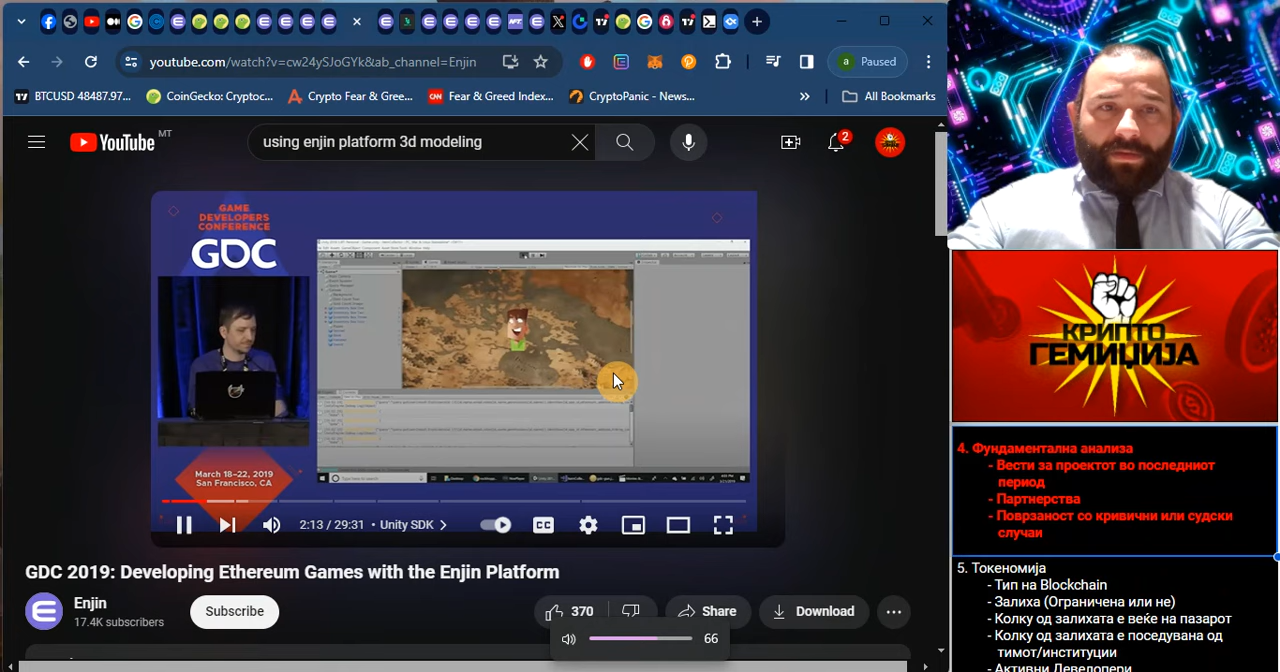 youtube.com/watch?v=cw24ySJoGYk&ab_channel=Enjin
a Paused
BTCUSD 48487.97...
CoinGecko: Cryptoc...
Crypto Fear & Gree...
Fear & Greed Index...
CryptoPanic - News...
»
All Bookmarks
YouTube MT
using enjin platform 3d modeling
2
GAME
DEVELOPERS
CONFERENCE
GDC
March 18–22, 2019
San Francisco, CA
2:13 / 29:31 • Unity SDK
CC
GDC 2019: Developing Ethereum Games with the Enjin Platform
Enjin
17.4K subscribers
Subscribe
370
Share
Download
66
КРИПТО
ГЕМИЏИЈА
4. Фундаментална анализа
- Вести за проектот во последниот
период
- Партнерства
- Поврзаност со кривични или судски
случаи
5. Токеномија
- Тип на Blockchain
- Залиха (Ограничена или не)
- Колку од залихата е веќе на пазарот
- Колку од залихата е поседувана од
тимот/институции
- Активни Девелопери